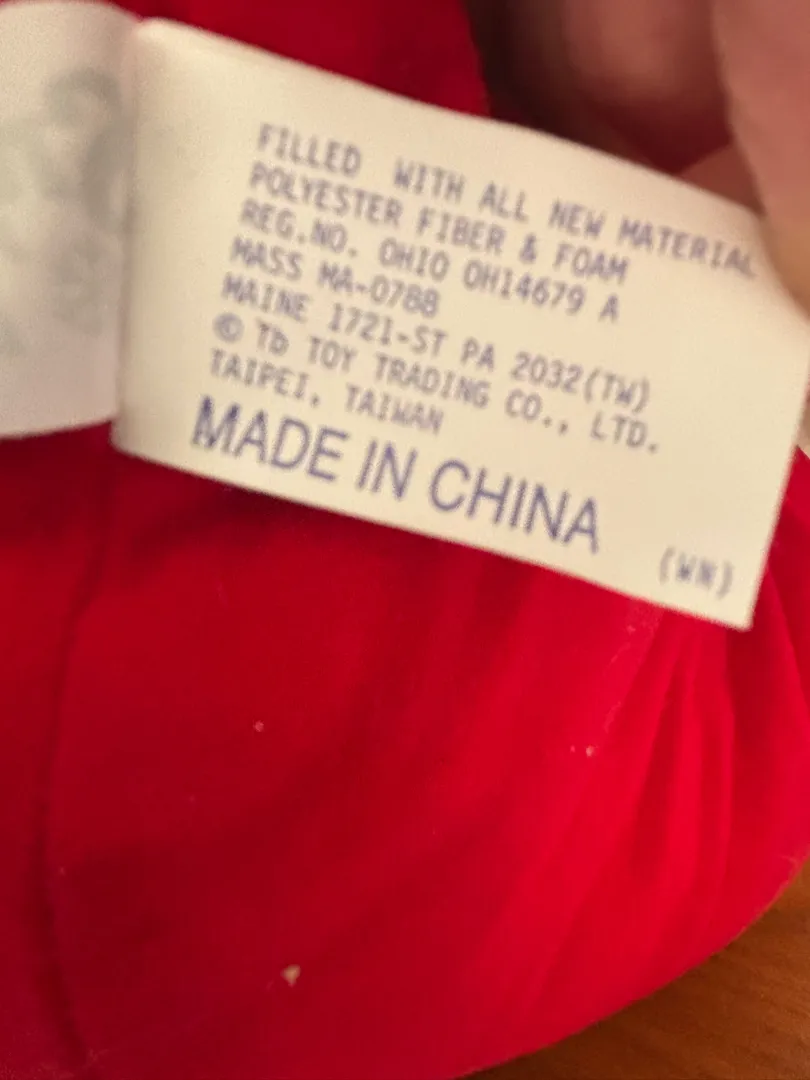 FILLED WITH ALL NEW MATERIAL
POLYESTER FIBER & FOAM
REG.NO. OHIO OH14679 A
MASS MA-0788
MAINE 1721-ST PA 2032(TW)
© Tb TOY TRADING CO., LTD.
TAIPEI, TAIWAN
MADE IN CHINA
(WN)